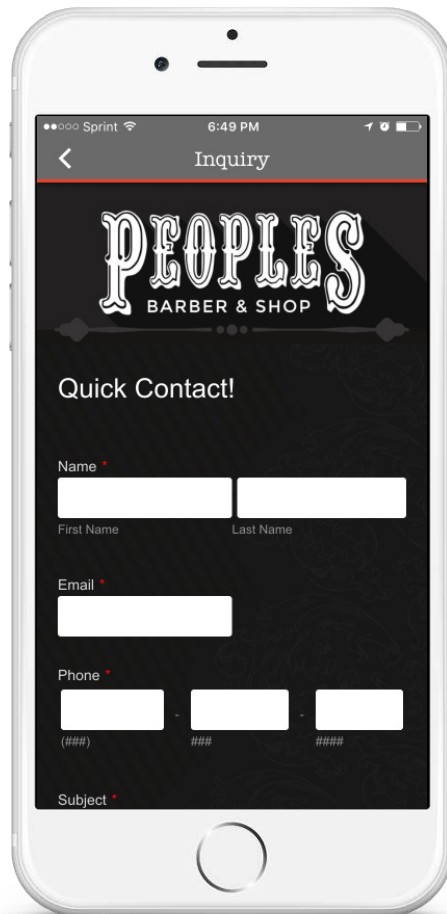 Sprint 6:49 PM
Inquiry
PEOPLES
BARBER & SHOP
Quick Contact!
Name *
First Name Last Name
Email *
Phone *
- -
(###) ### ####
Subject *